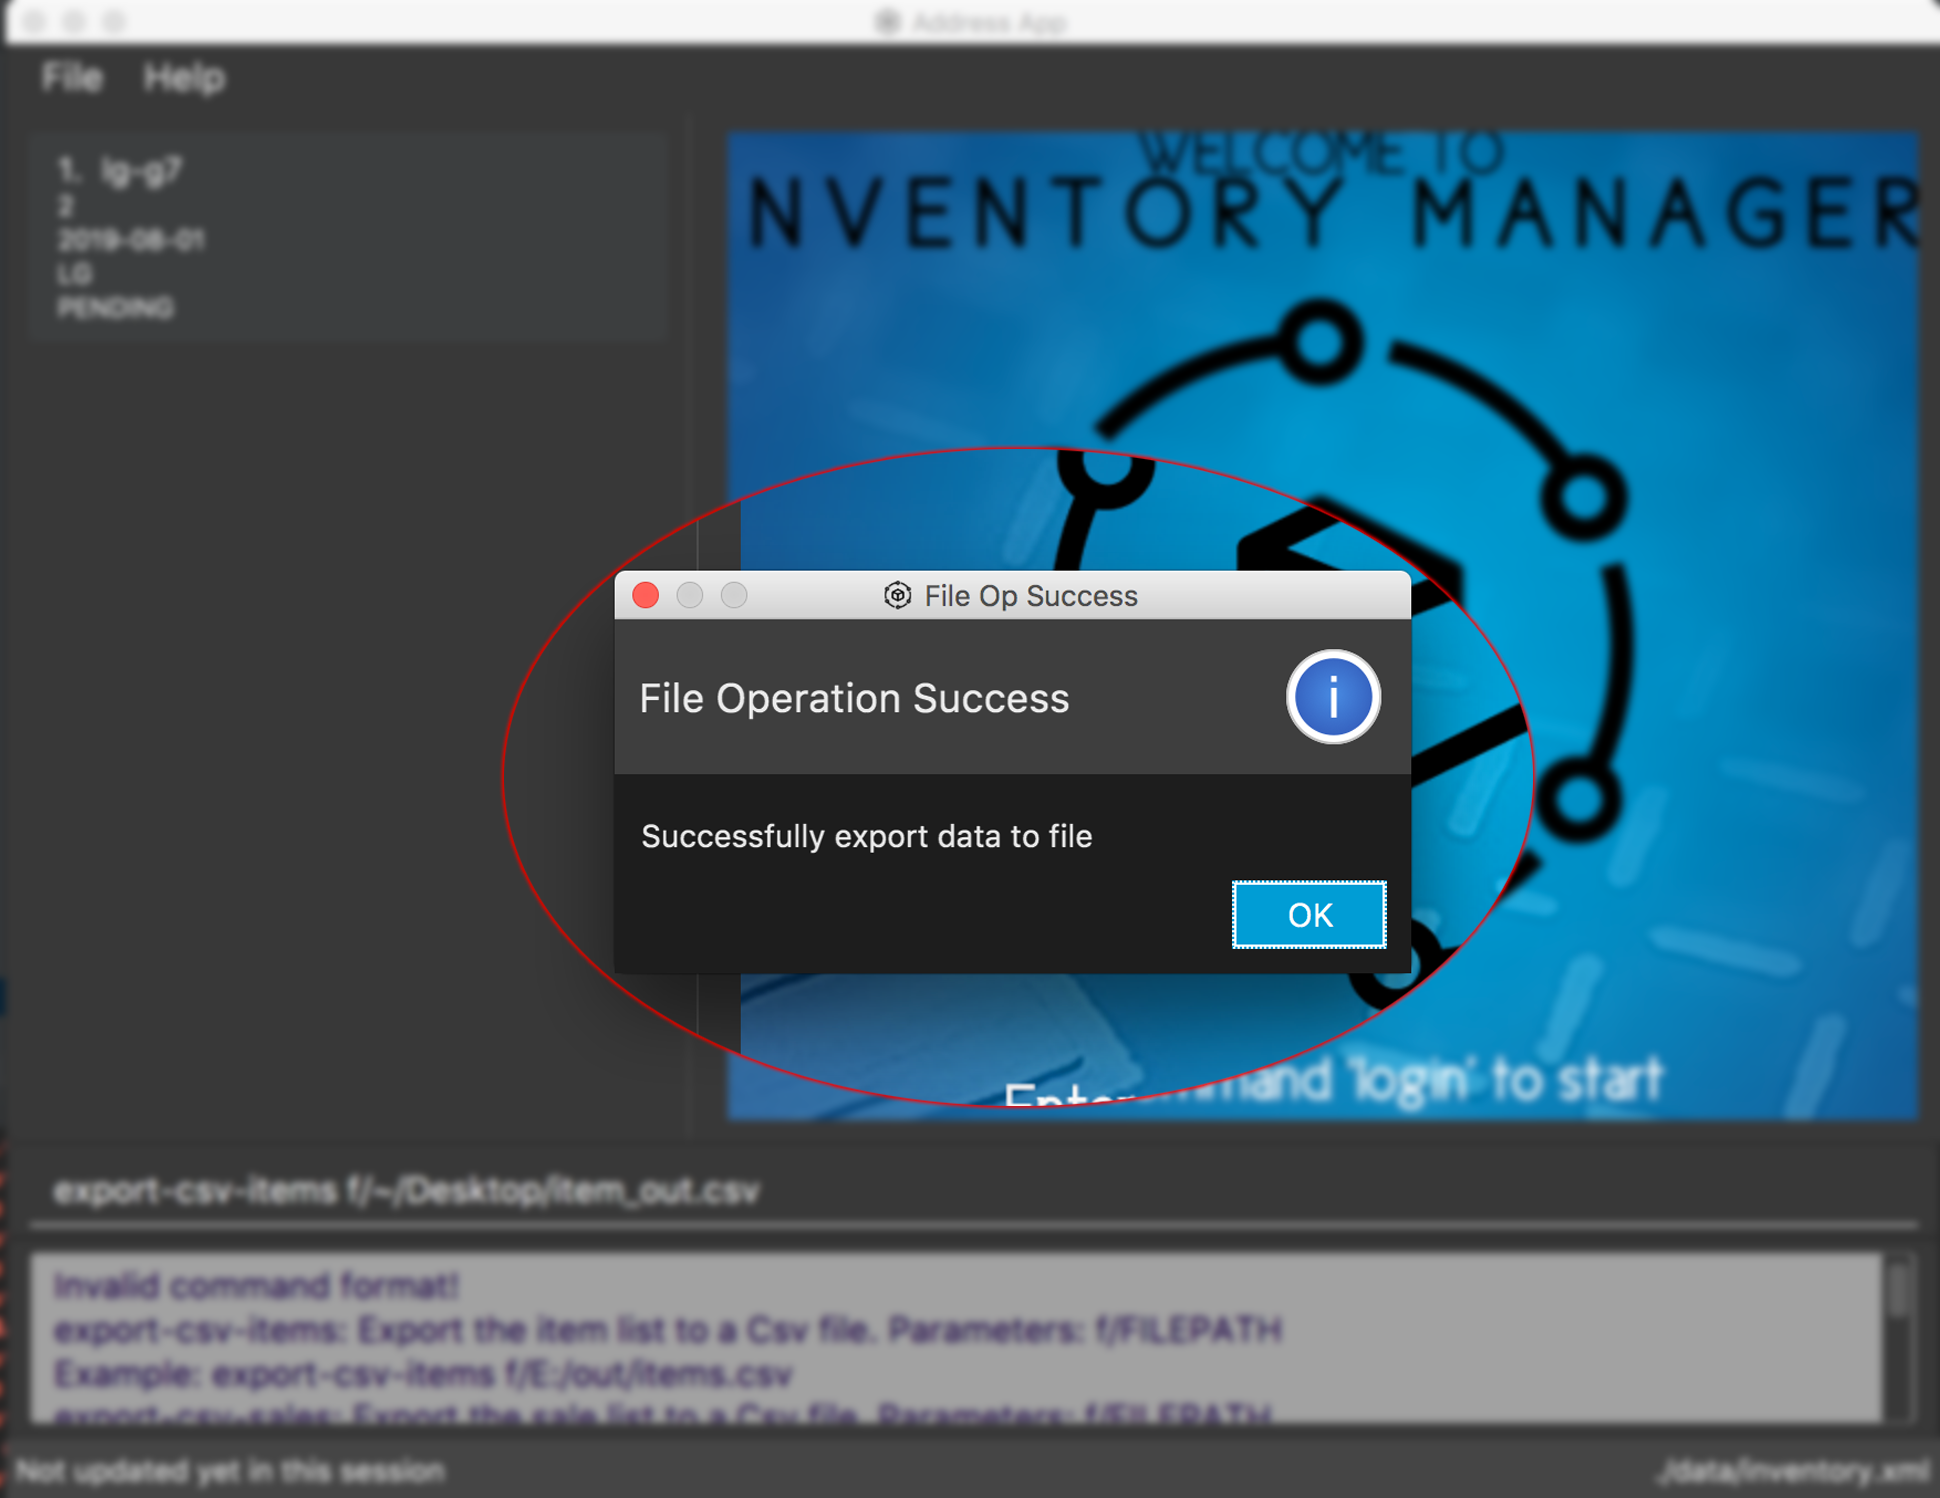 Address App
File Help
1. lg-g7
2
2019-08-01
LG
PENDING
WELCOME TO
NVENTORY MANAGER
File Op Success
File Operation Success
i
Successfully export data to file
OK
Enter command 'login' to start
export-csv-items f/~/Desktop/item_out.csv
Invalid command format!
export-csv-items: Export the item list to a Csv file. Parameters: f/FILEPATH
Example: export-csv-items f/E:/out/items.csv
export-csv-sales: Export the sale list to a Csv file. Parameters: f/FILEPATH
Not updated yet in this session
./data/inventory.xml